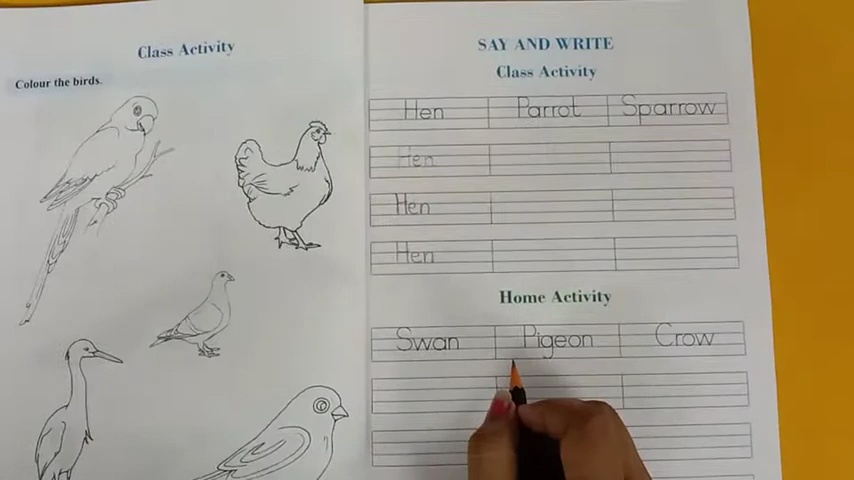 Class Activity
Colour the birds.
SAY AND WRITE
Class Activity
Hen Parrot Sparrow
Hen
Hen
Hen
Home Activity
Swan Pigeon Crow